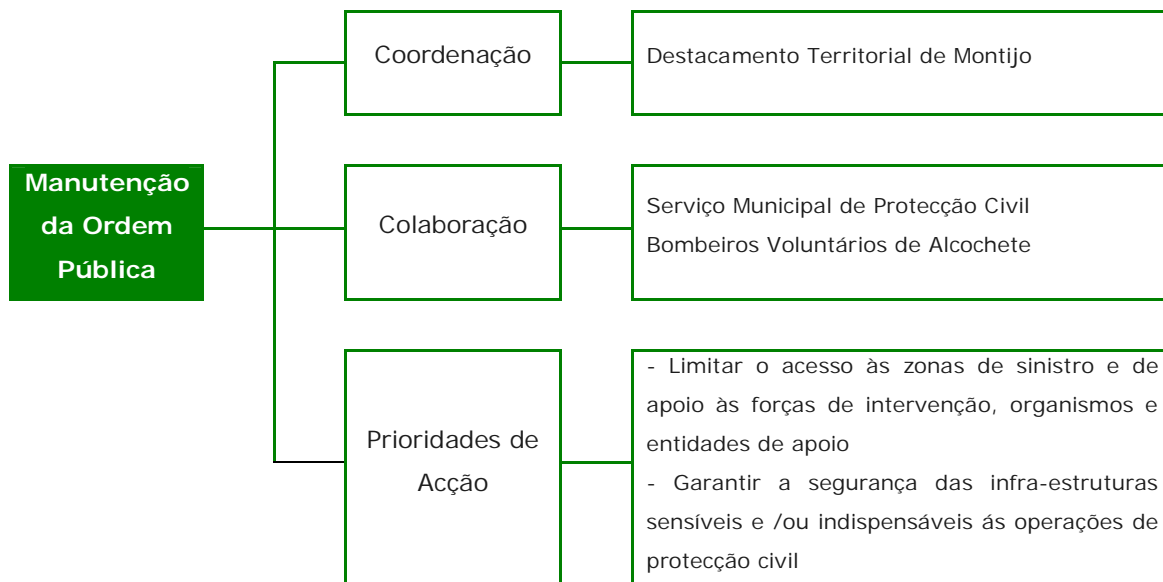 Coordenação
Destacamento Territorial de Montijo
Manutenção
da Ordem
Pública
Colaboração
Serviço Municipal de Protecção Civil
Bombeiros Voluntários de Alcochete
Prioridades de
Acção
- Limitar o acesso às zonas de sinistro e de
apoio às forças de intervenção, organismos e
entidades de apoio
- Garantir a segurança das infra-estruturas
sensíveis e /ou indispensáveis ás operações de
protecção civil